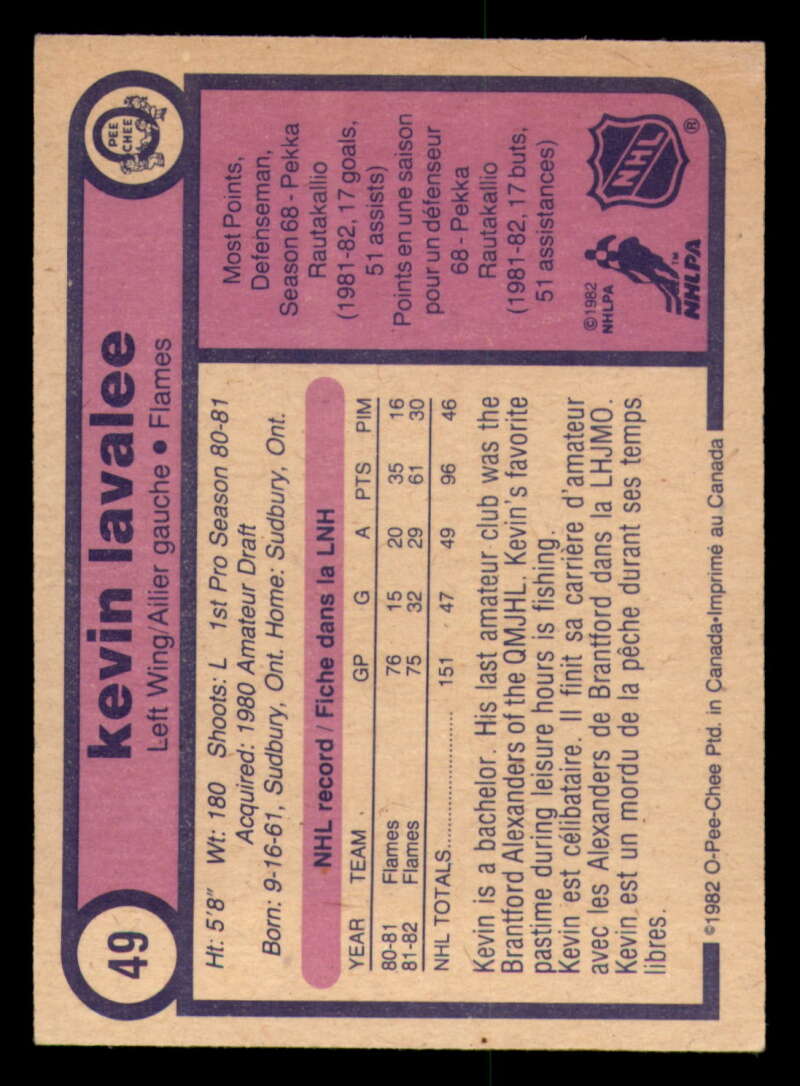 49
kevin lavalee
Left Wing/Ailier gauche • Flames
O
PEE
CHEE
Ht: 5'8" Wt: 180 Shoots: L 1st Pro Season 80-81
Acquired: 1980 Amateur Draft
Born: 9-16-61, Sudbury, Ont. Home: Sudbury, Ont.
NHL record / Fiche dans la LNH
YEAR TEAM GP G A PTS PIM
80-81 Flames 76 15 20 35 16
81-82 Flames 75 32 29 61 30
NHL TOTALS.................... 151 47 49 96 46
Kevin is a bachelor. His last amateur club was the
Brantford Alexanders of the QMJHL. Kevin's favorite
pastime during leisure hours is fishing.
Kevin est célibataire. Il finit sa carrière d'amateur
avec les Alexanders de Brantford dans la LHJMO.
Kevin est un mordu de la pêche durant ses temps
libres.
Most Points,
Defenseman,
Season 68 - Pekka
Rautakallio
(1981-82, 17 goals,
51 assists)
Points en une saison
pour un défenseur
68 - Pekka
Rautakallio
(1981-82, 17 buts,
51 assistances)
©1982
NHLPA
NHLPA
TM
NHL
®
©1982 O-Pee-Chee Ptd. in Canada•Imprimé au Canada